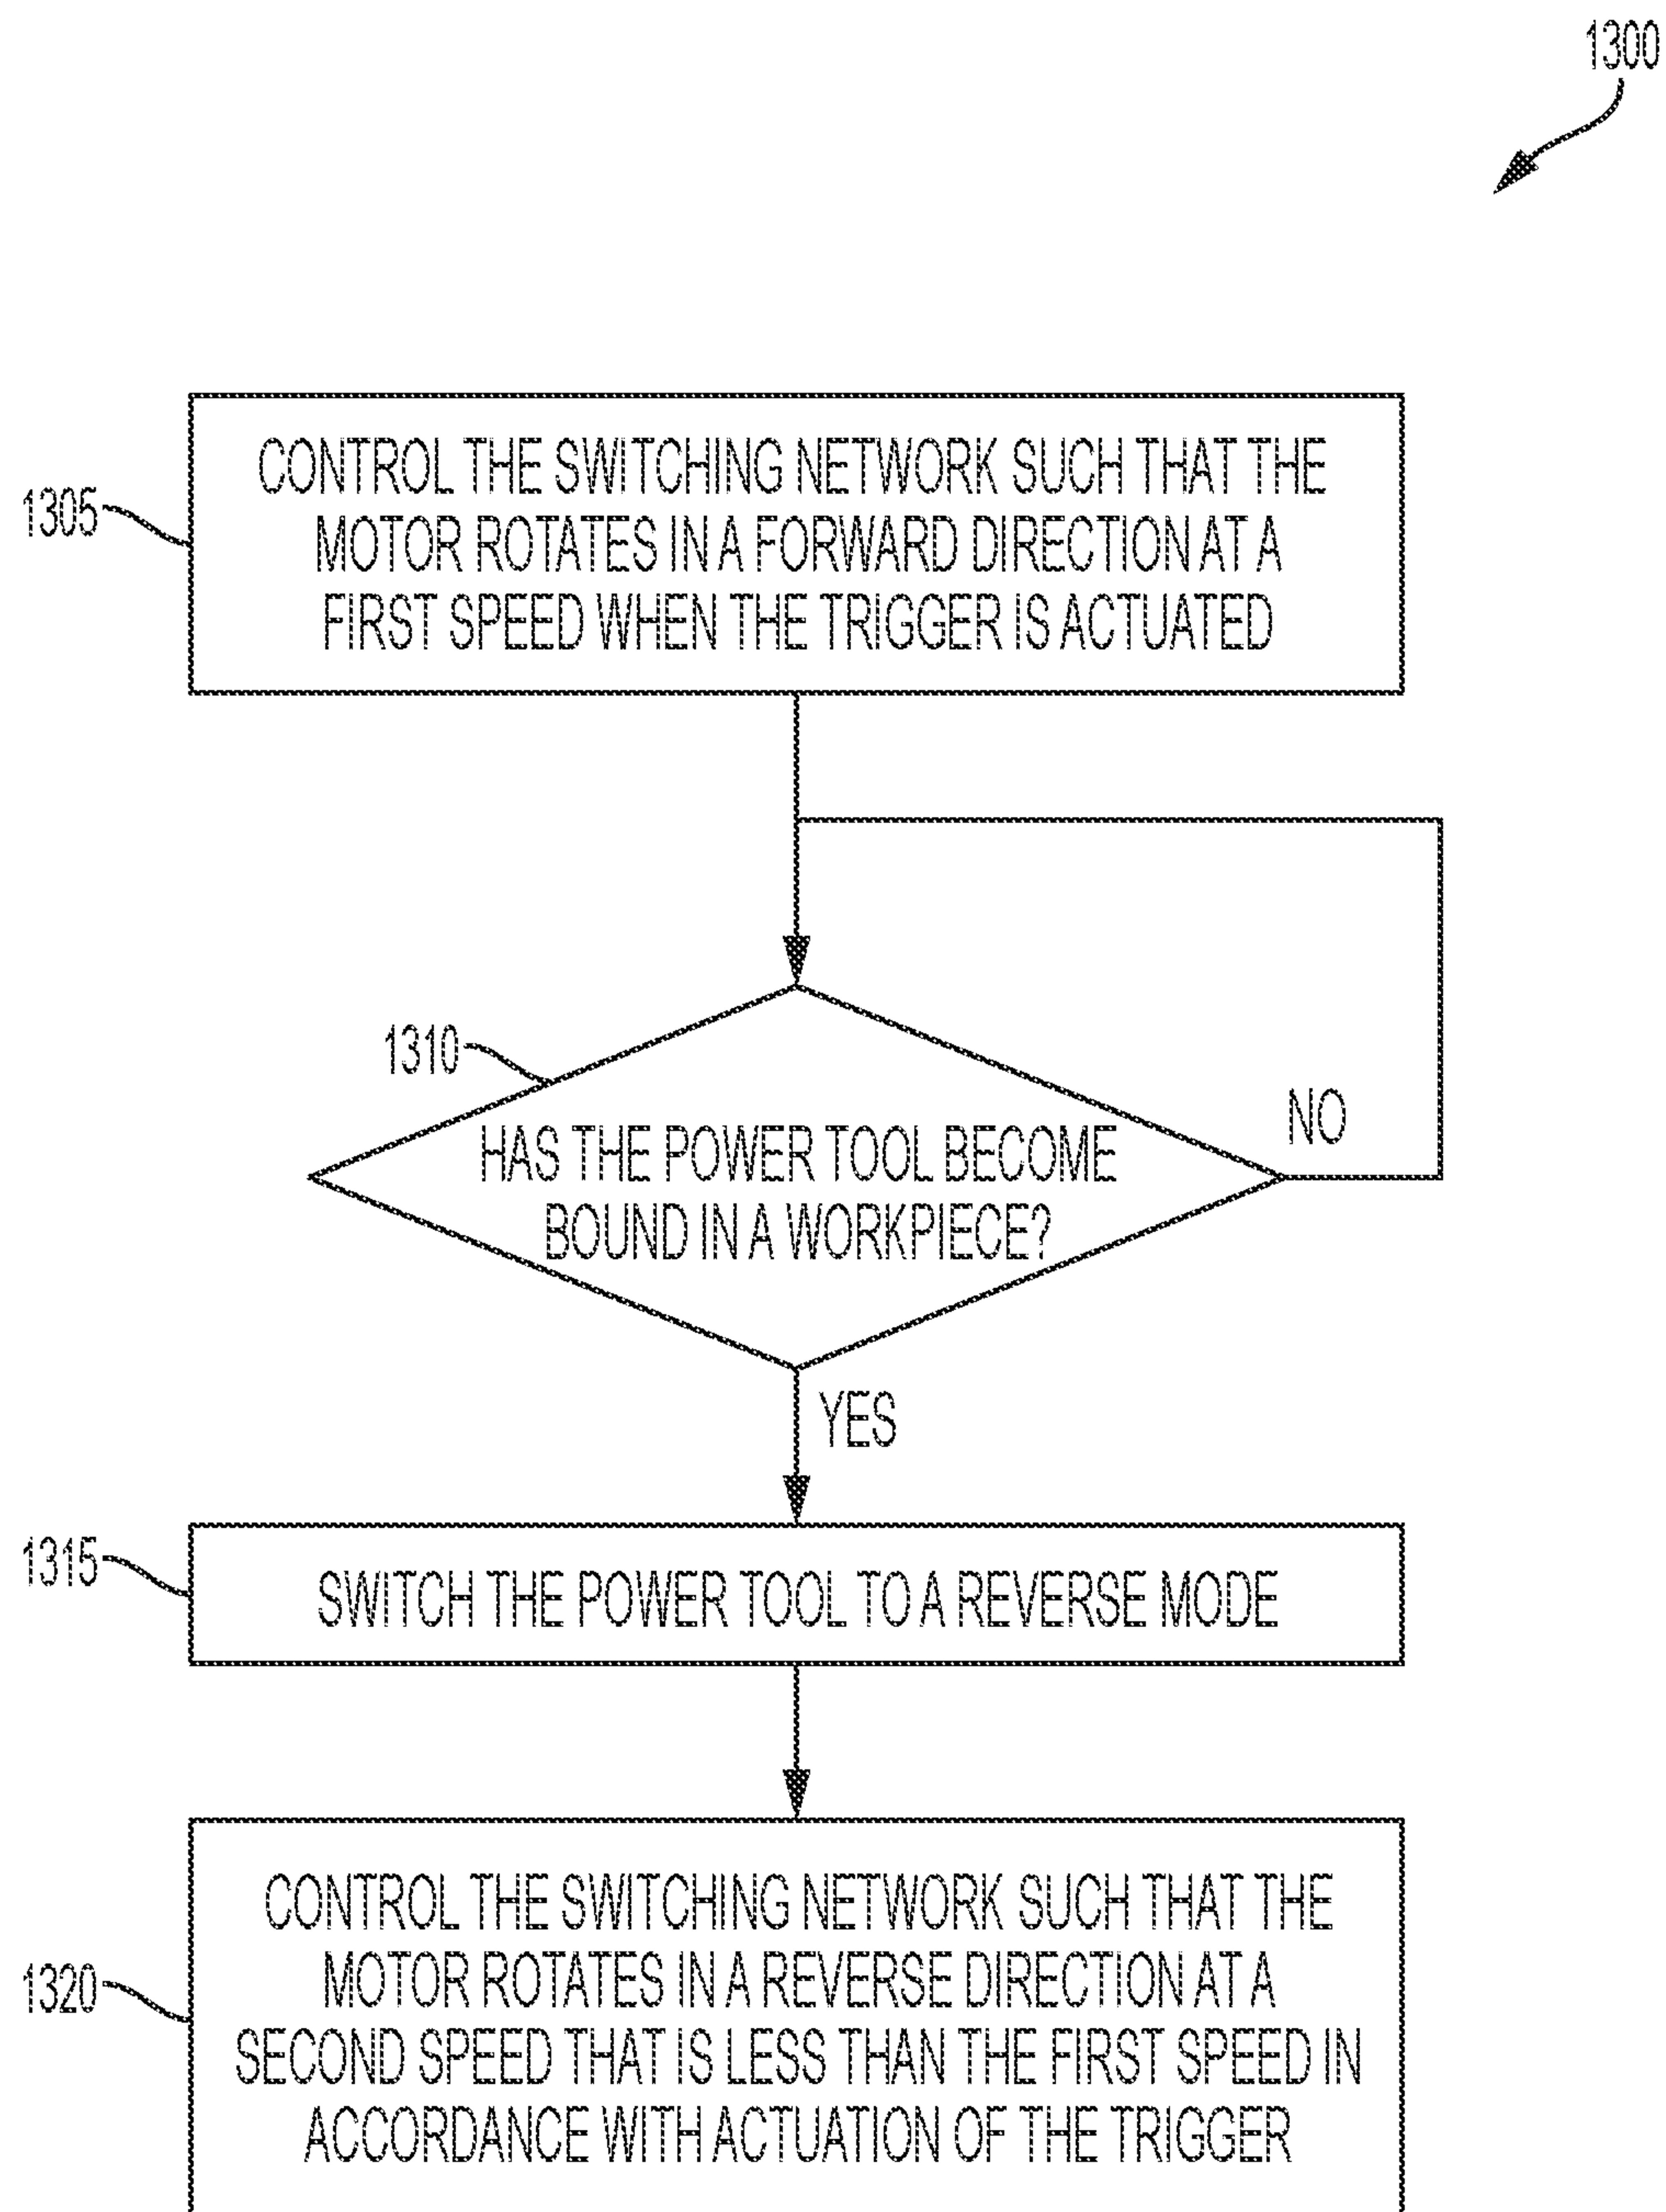 1300
1305
CONTROL THE SWITCHING NETWORK SUCH THAT THE
MOTOR ROTATES IN A FORWARD DIRECTION AT A
FIRST SPEED WHEN THE TRIGGER IS ACTUATED
1310
HAS THE POWER TOOL BECOME
BOUND IN A WORKPIECE?
NO
YES
1315
SWITCH THE POWER TOOL TO A REVERSE MODE
1320
CONTROL THE SWITCHING NETWORK SUCH THAT THE
MOTOR ROTATES IN A REVERSE DIRECTION AT A
SECOND SPEED THAT IS LESS THAN THE FIRST SPEED IN
ACCORDANCE WITH ACTUATION OF THE TRIGGER